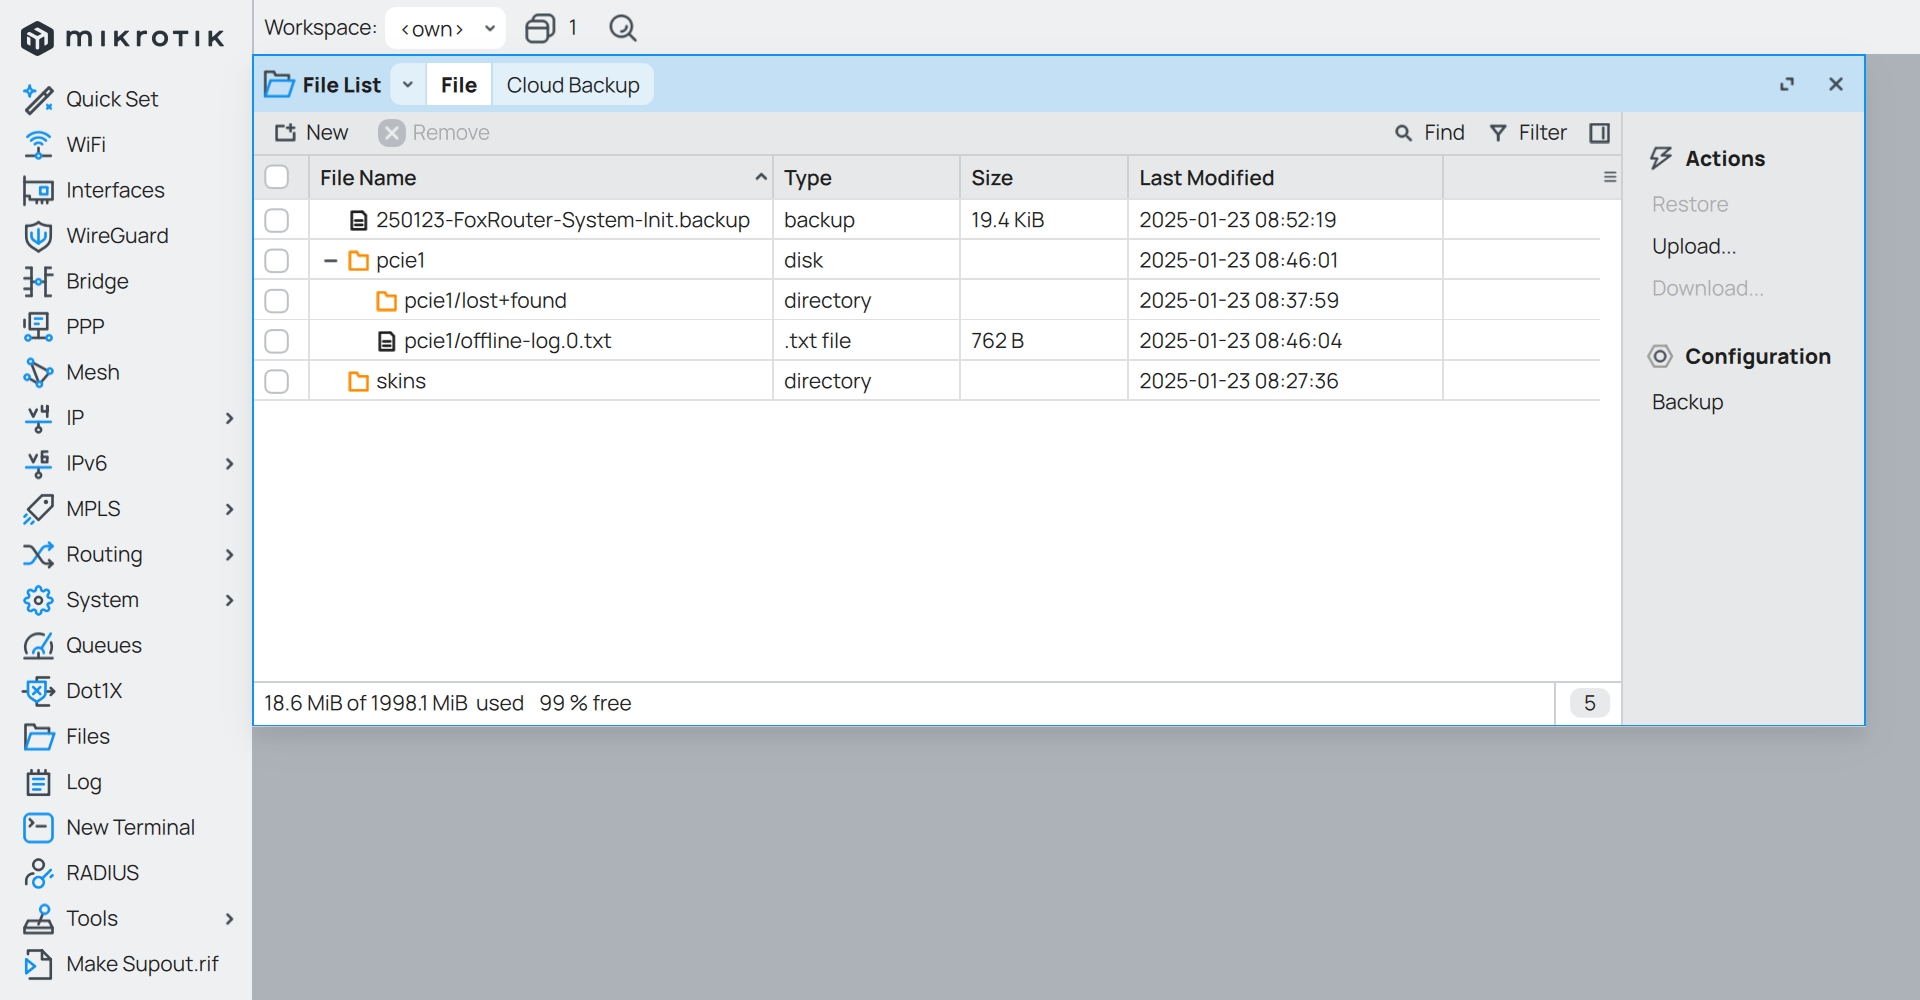 mikrotik
Workspace: <own> 1
Quick Set
WiFi
Interfaces
WireGuard
Bridge
PPP
Mesh
v4 IP
v6 IPv6
MPLS
Routing
System
Queues
Dot1X
Files
Log
New Terminal
RADIUS
Tools
Make Supout.rif
File List File Cloud Backup
New Remove Find Filter
File Name Type Size Last Modified
250123-FoxRouter-System-Init.backup backup 19.4 KiB 2025-01-23 08:52:19
pcie1 disk 2025-01-23 08:46:01
pcie1/lost+found directory 2025-01-23 08:37:59
pcie1/offline-log.0.txt .txt file 762 B 2025-01-23 08:46:04
skins directory 2025-01-23 08:27:36
18.6 MiB of 1998.1 MiB used 99 % free 5
Actions
Restore
Upload...
Download...
Configuration
Backup